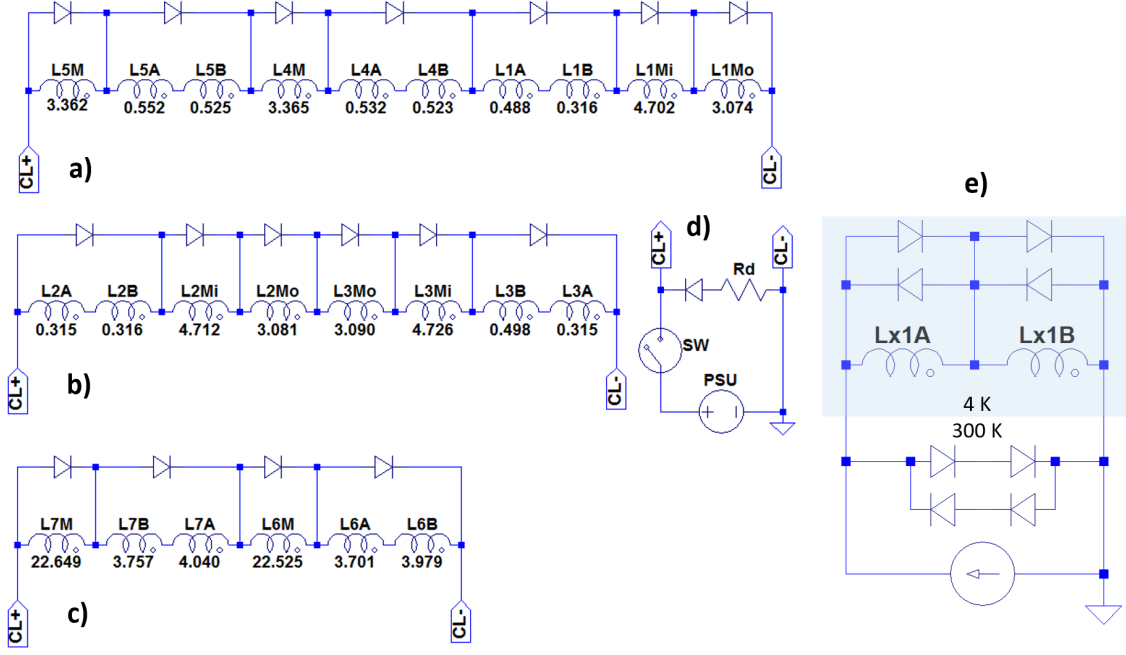 L5M L5A L5B L4M L4A L4B L1A L1B L1Mi L1Mo
3.362 0.552 0.525 3.365 0.532 0.523 0.488 0.316 4.702 3.074
CL+ CL-
a)
L2A L2B L2Mi L2Mo L3Mo L3Mi L3B L3A
0.315 0.316 4.712 3.081 3.090 4.726 0.498 0.315
CL+ CL-
b)
L7M L7B L7A L6M L6A L6B
22.649 3.757 4.040 22.525 3.701 3.979
CL+ CL-
c)
d)
CL+ CL-
Rd
SW
PSU
e)
Lx1A Lx1B
4 K
300 K